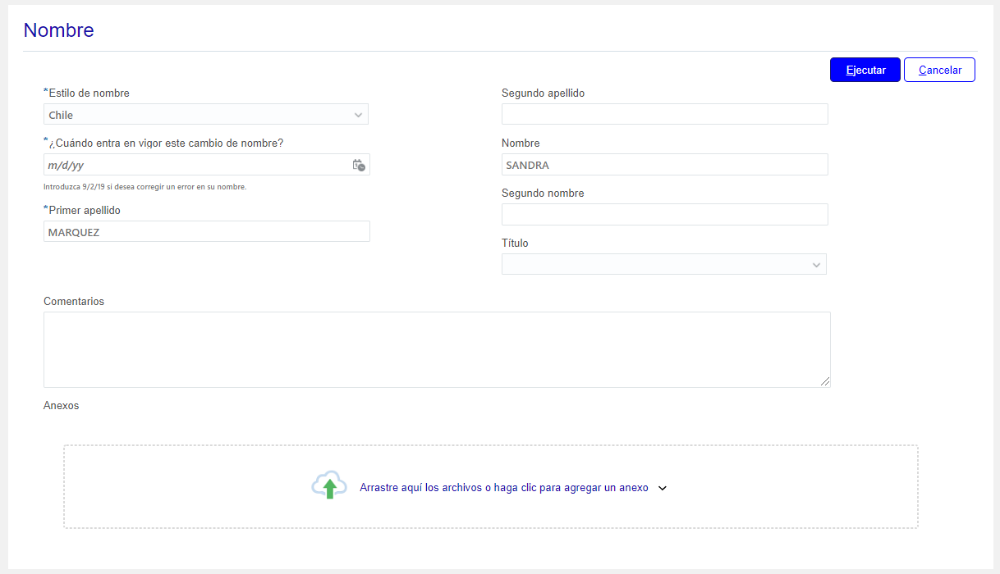 Nombre
Ejecutar
Cancelar
*Estilo de nombre
Chile
*¿Cuándo entra en vigor este cambio de nombre?
m/d/yy
Introduzca 9/2/19 si desea corregir un error en su nombre.
*Primer apellido
MARQUEZ
Segundo apellido
Nombre
SANDRA
Segundo nombre
Título
Comentarios
Anexos
Arrastre aquí los archivos o haga clic para agregar un anexo